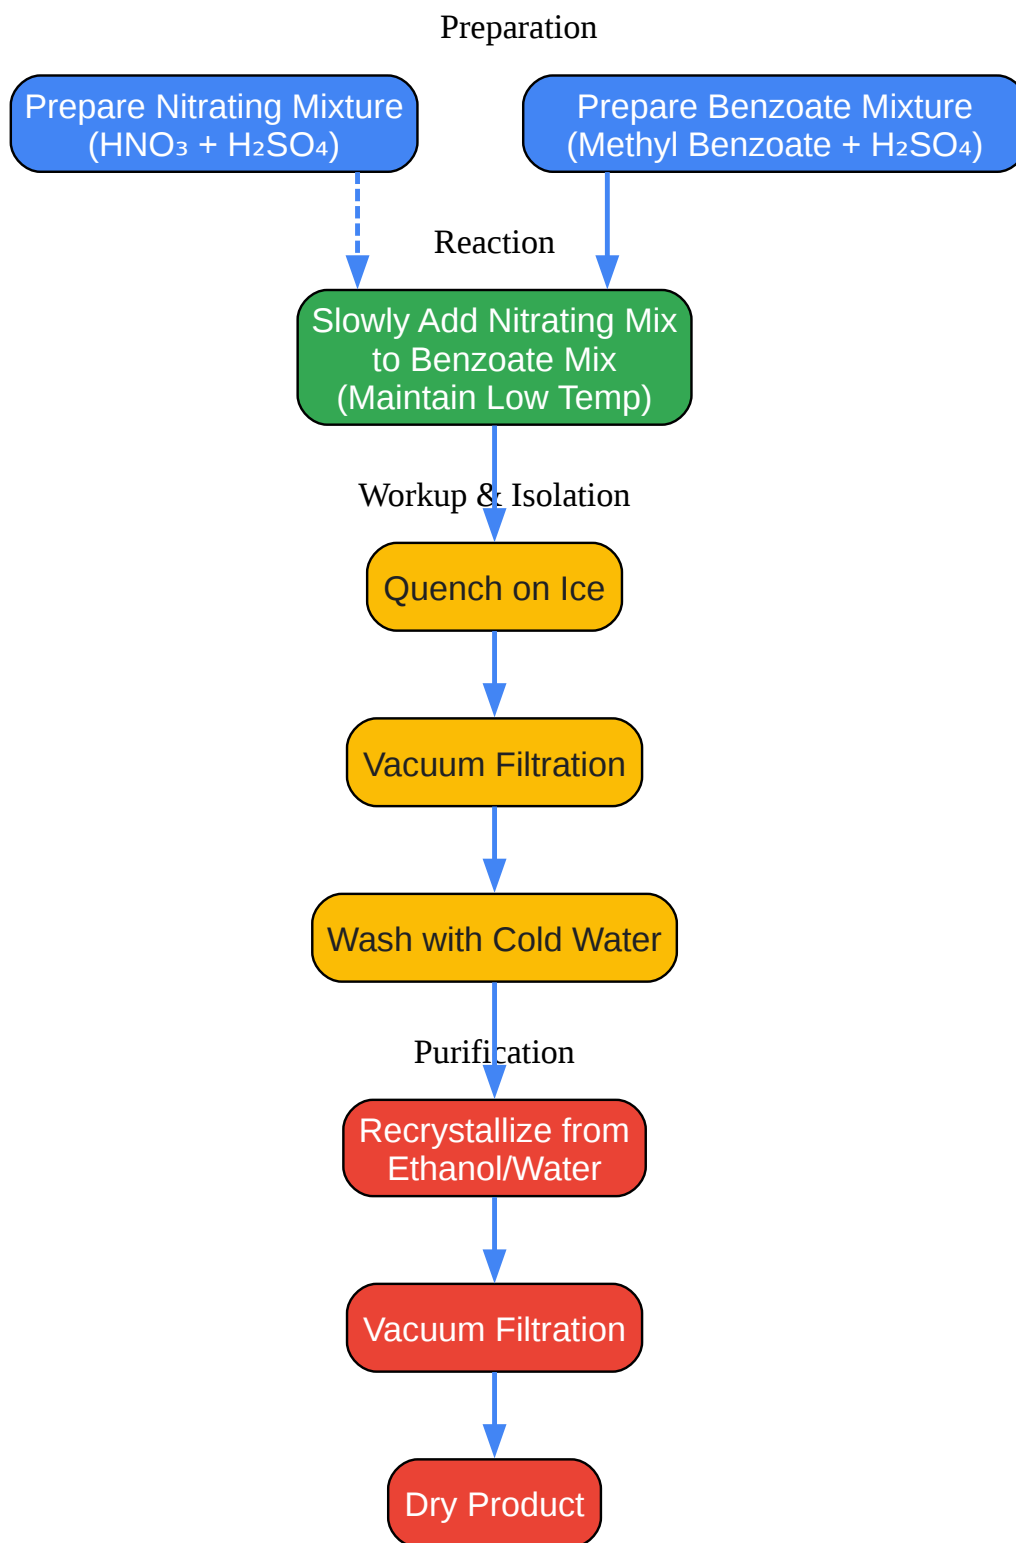 Preparation
Prepare Nitrating Mixture
(HNO₃ + H₂SO₄)
Prepare Benzoate Mixture
(Methyl Benzoate + H₂SO₄)
Reaction
Slowly Add Nitrating Mix
to Benzoate Mix
(Maintain Low Temp)
Workup & Isolation
Quench on Ice
Vacuum Filtration
Wash with Cold Water
Purification
Recrystallize from
Ethanol/Water
Vacuum Filtration
Dry Product